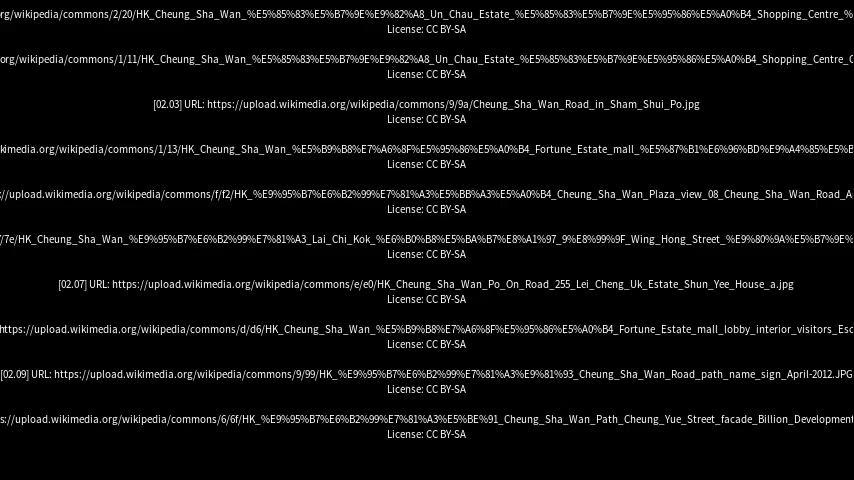 rg/wikipedia/commons/2/20/HK_Cheung_Sha_Wan_%E5%85%83%E5%B7%9E%E9%82%A8_Un_Chau_Estate_%E5%85%83%E5%B7%9E%E5%95%86%E5%A0%B4_Shopping_Centre_%
License: CC BY-SA
org/wikipedia/commons/1/11/HK_Cheung_Sha_Wan_%E5%85%83%E5%B7%9E%E9%82%A8_Un_Chau_Estate_%E5%85%83%E5%B7%9E%E5%95%86%E5%A0%B4_Shopping_Centre_C
License: CC BY-SA
[02.03] URL: https://upload.wikimedia.org/wikipedia/commons/9/9a/Cheung_Sha_Wan_Road_in_Sham_Shui_Po.jpg
License: CC BY-SA
kimedia.org/wikipedia/commons/1/13/HK_Cheung_Sha_Wan_%E5%B9%B8%E7%A6%8F%E5%95%86%E5%A0%B4_Fortune_Estate_mall_%E5%87%B1%E6%96%BD%E9%A4%85%E5%B
License: CC BY-SA
://upload.wikimedia.org/wikipedia/commons/f/f2/HK_%E9%95%B7%E6%B2%99%E7%81%A3%E5%BB%A3%E5%A0%B4_Cheung_Sha_Wan_Plaza_view_08_Cheung_Sha_Wan_Road_A
License: CC BY-SA
/7e/HK_Cheung_Sha_Wan_%E9%95%B7%E6%B2%99%E7%81%A3_Lai_Chi_Kok_%E6%B0%B8%E5%BA%B7%E8%A1%97_9%E8%99%9F_Wing_Hong_Street_%E9%80%9A%E5%B7%9E%
License: CC BY-SA
[02.07] URL: https://upload.wikimedia.org/wikipedia/commons/e/e0/HK_Cheung_Sha_Wan_Po_On_Road_255_Lei_Cheng_Uk_Estate_Shun_Yee_House_a.jpg
License: CC BY-SA
https://upload.wikimedia.org/wikipedia/commons/d/d6/HK_Cheung_Sha_Wan_%E5%B9%B8%E7%A6%8F%E5%95%86%E5%A0%B4_Fortune_Estate_mall_lobby_interior_visitors_Esc
License: CC BY-SA
[02.09] URL: https://upload.wikimedia.org/wikipedia/commons/9/99/HK_%E9%95%B7%E6%B2%99%E7%81%A3%E9%81%93_Cheung_Sha_Wan_Road_path_name_sign_April-2012.JPG
License: CC BY-SA
s://upload.wikimedia.org/wikipedia/commons/6/6f/HK_%E9%95%B7%E6%B2%99%E7%81%A3%E5%BE%91_Cheung_Sha_Wan_Path_Cheung_Yue_Street_facade_Billion_Development
License: CC BY-SA